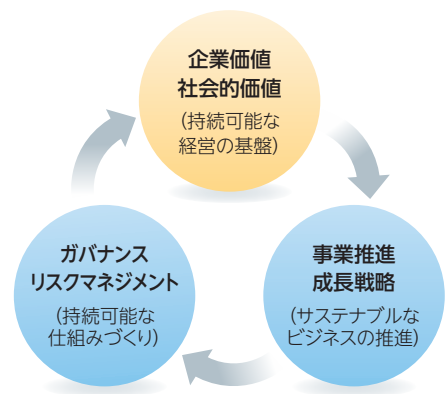 企業価値
社会的価値
(持続可能な
経営の基盤)
ガバナンス
リスクマネジメント
(持続可能な
仕組みづくり)
事業推進
成長戦略
(サステナブルな
ビジネスの推進)